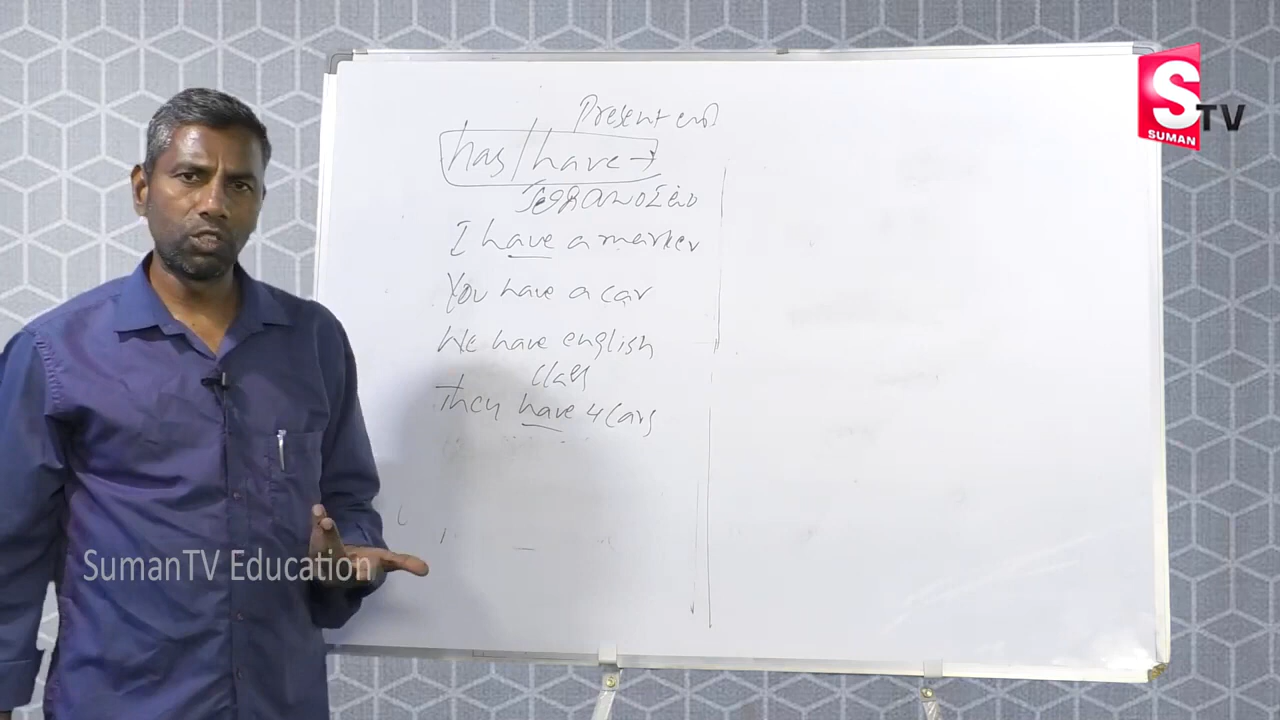 Present
has/have →
I have a marker
You have a car
We have english
class
they have 4 cars
S TV
SUMAN
SumanTV Education